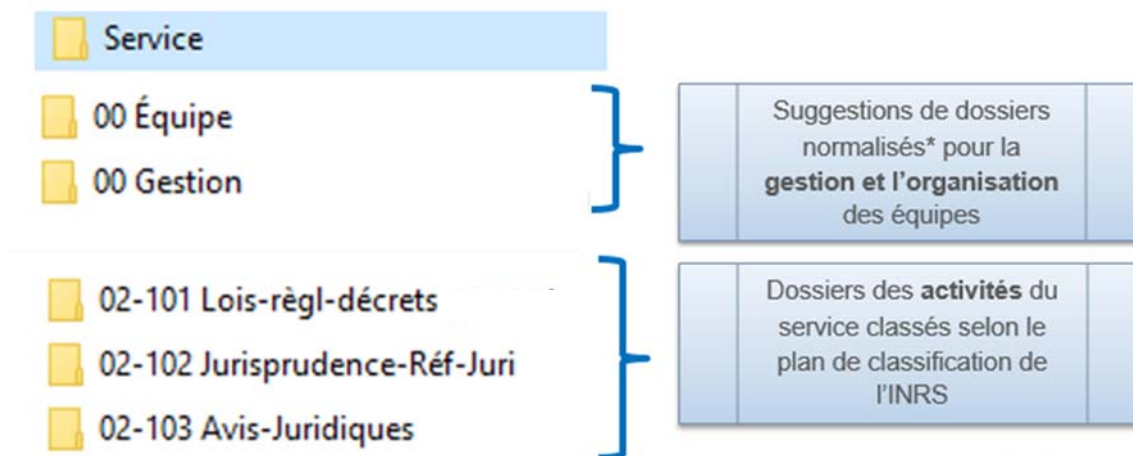 Service
00 Équipe
00 Gestion
Suggestions de dossiers
normalisés* pour la
gestion et l'organisation
des équipes
02-101 Lois-règl-décrets
02-102 Jurisprudence-Réf-Juri
02-103 Avis-Juridiques
Dossiers des activités du
service classés selon le
plan de classification de
l'INRS